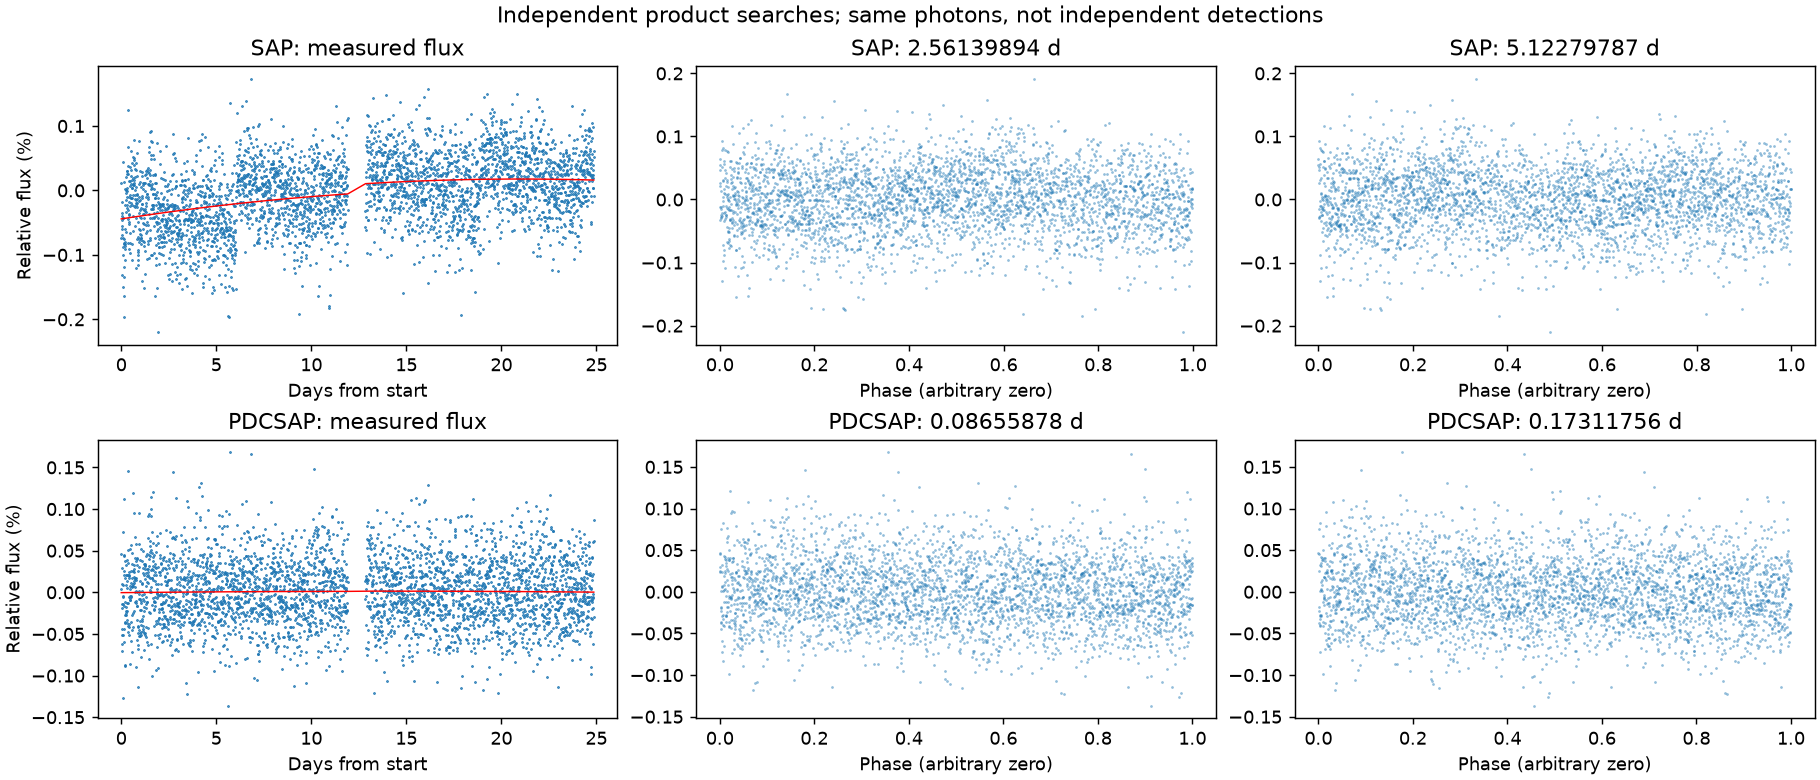 Independent product searches; same photons, not independent detections
SAP: measured flux
Relative flux (%)
0.1
0.0
−0.1
−0.2
0 5 10 15 20 25
Days from start
SAP: 2.56139894 d
0.2
0.1
0.0
−0.1
−0.2
0.0 0.2 0.4 0.6 0.8 1.0
Phase (arbitrary zero)
SAP: 5.12279787 d
0.2
0.1
0.0
−0.1
−0.2
0.0 0.2 0.4 0.6 0.8 1.0
Phase (arbitrary zero)
PDCSAP: measured flux
Relative flux (%)
0.15
0.10
0.05
0.00
−0.05
−0.10
−0.15
0 5 10 15 20 25
Days from start
PDCSAP: 0.08655878 d
0.15
0.10
0.05
0.00
−0.05
−0.10
−0.15
0.0 0.2 0.4 0.6 0.8 1.0
Phase (arbitrary zero)
PDCSAP: 0.17311756 d
0.15
0.10
0.05
0.00
−0.05
−0.10
−0.15
0.0 0.2 0.4 0.6 0.8 1.0
Phase (arbitrary zero)